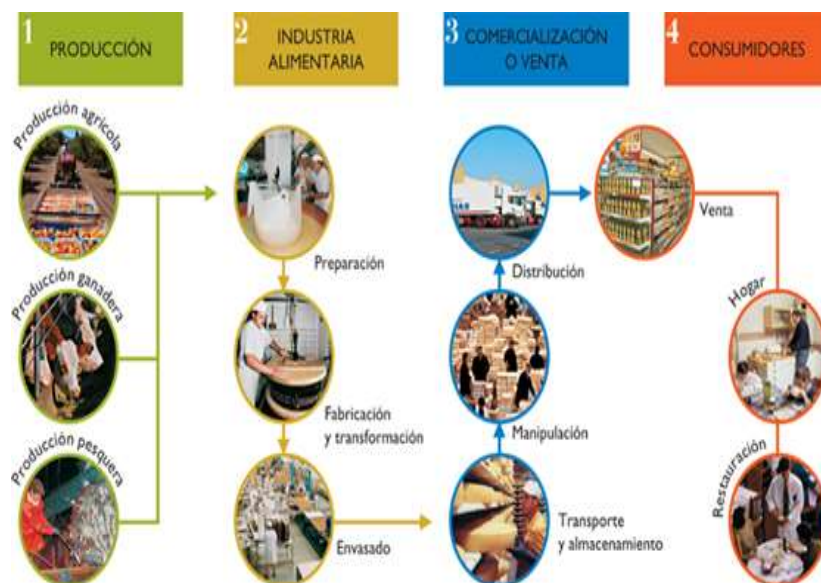 1 PRODUCCIÓN
2 INDUSTRIA
ALIMENTARIA
3 COMERCIALIZACIÓN
O VENTA
4 CONSUMIDORES
Producción agrícola
Producción ganadera
Producción pesquera
Preparación
Fabricación
y transformación
Envasado
Distribución
Manipulación
Transporte
y almacenamiento
Venta
Hogar
Restauración